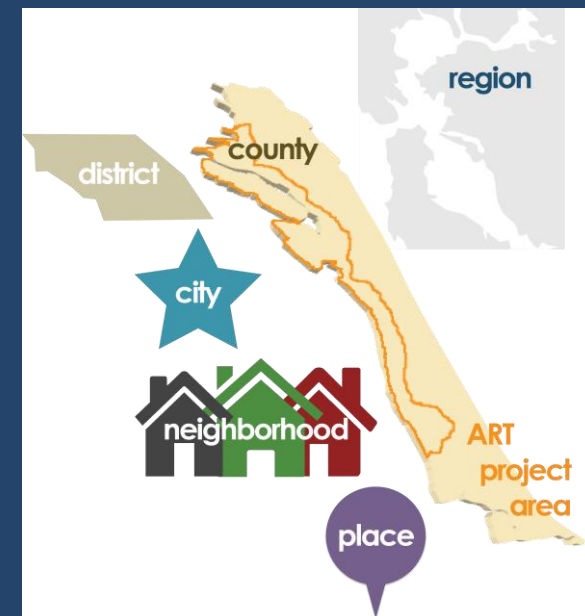 region
county
district
city
neighborhood
ART
project
area
place